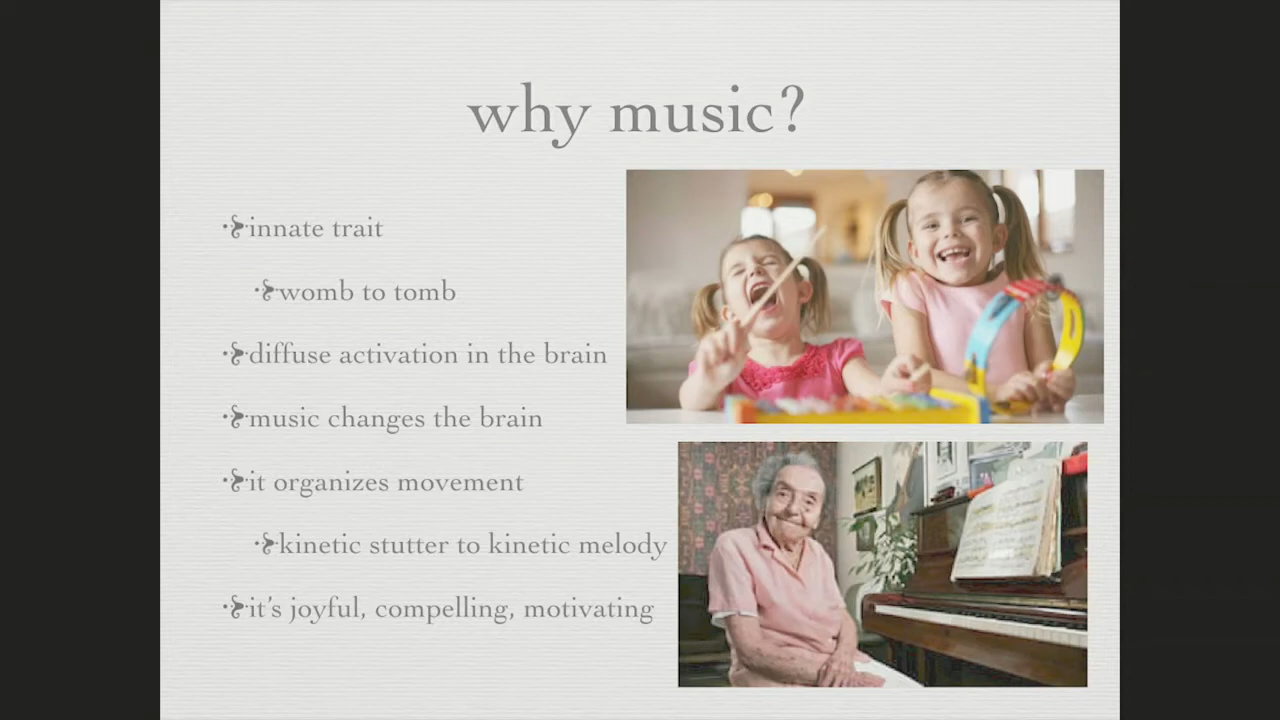 why music?
innate trait
womb to tomb
diffuse activation in the brain
music changes the brain
it organizes movement
kinetic stutter to kinetic melody
it's joyful, compelling, motivating